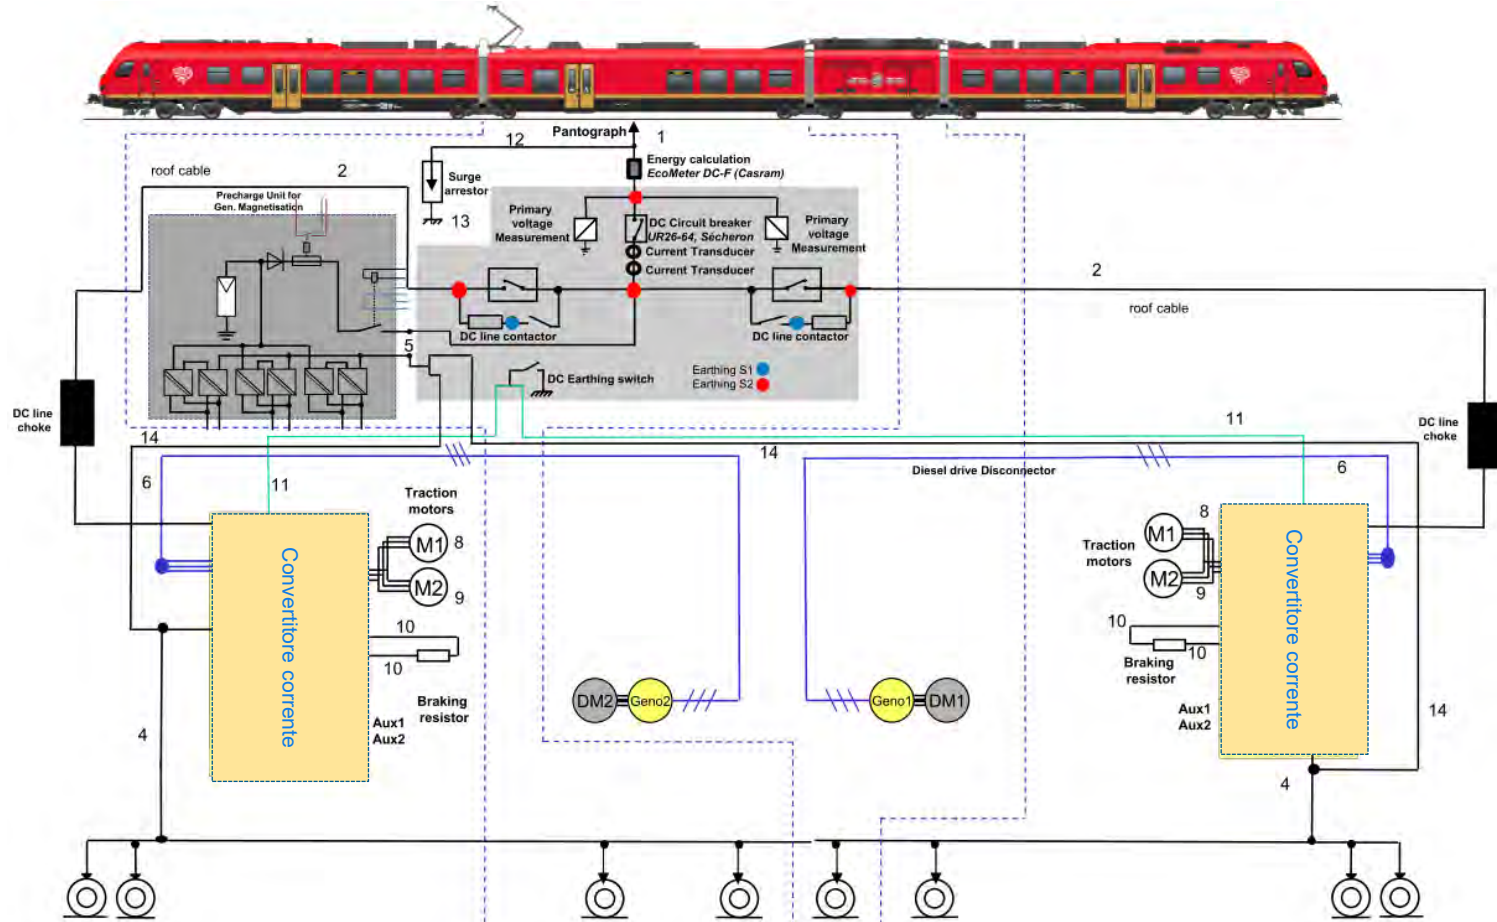 Pantograph
1
12
Energy calculation
EcoMeter DC-F (Casram)
roof cable
2
Surge
arrestor
13
Precharge Unit for
Gen. Magnetisation
Primary
voltage
Measurement
DC Circuit breaker
UR26-64, Sécheron
Current Transducer
Current Transducer
Primary
voltage
Measurement
2
roof cable
DC line contactor
DC line contactor
5
DC Earthing switch
Earthing S1
Earthing S2
DC line
choke
DC line
choke
14
11
14
6
11
Diesel drive Disconnector
6
Traction
motors
M1
8
M2
9
Convertitore corrente
10
10
Braking
resistor
Aux1
Aux2
4
DM2
Geno2
Geno1
DM1
Traction
motors
8
M1
M2
9
Convertitore corrente
10
10
Braking
resistor
Aux1
Aux2
14
4